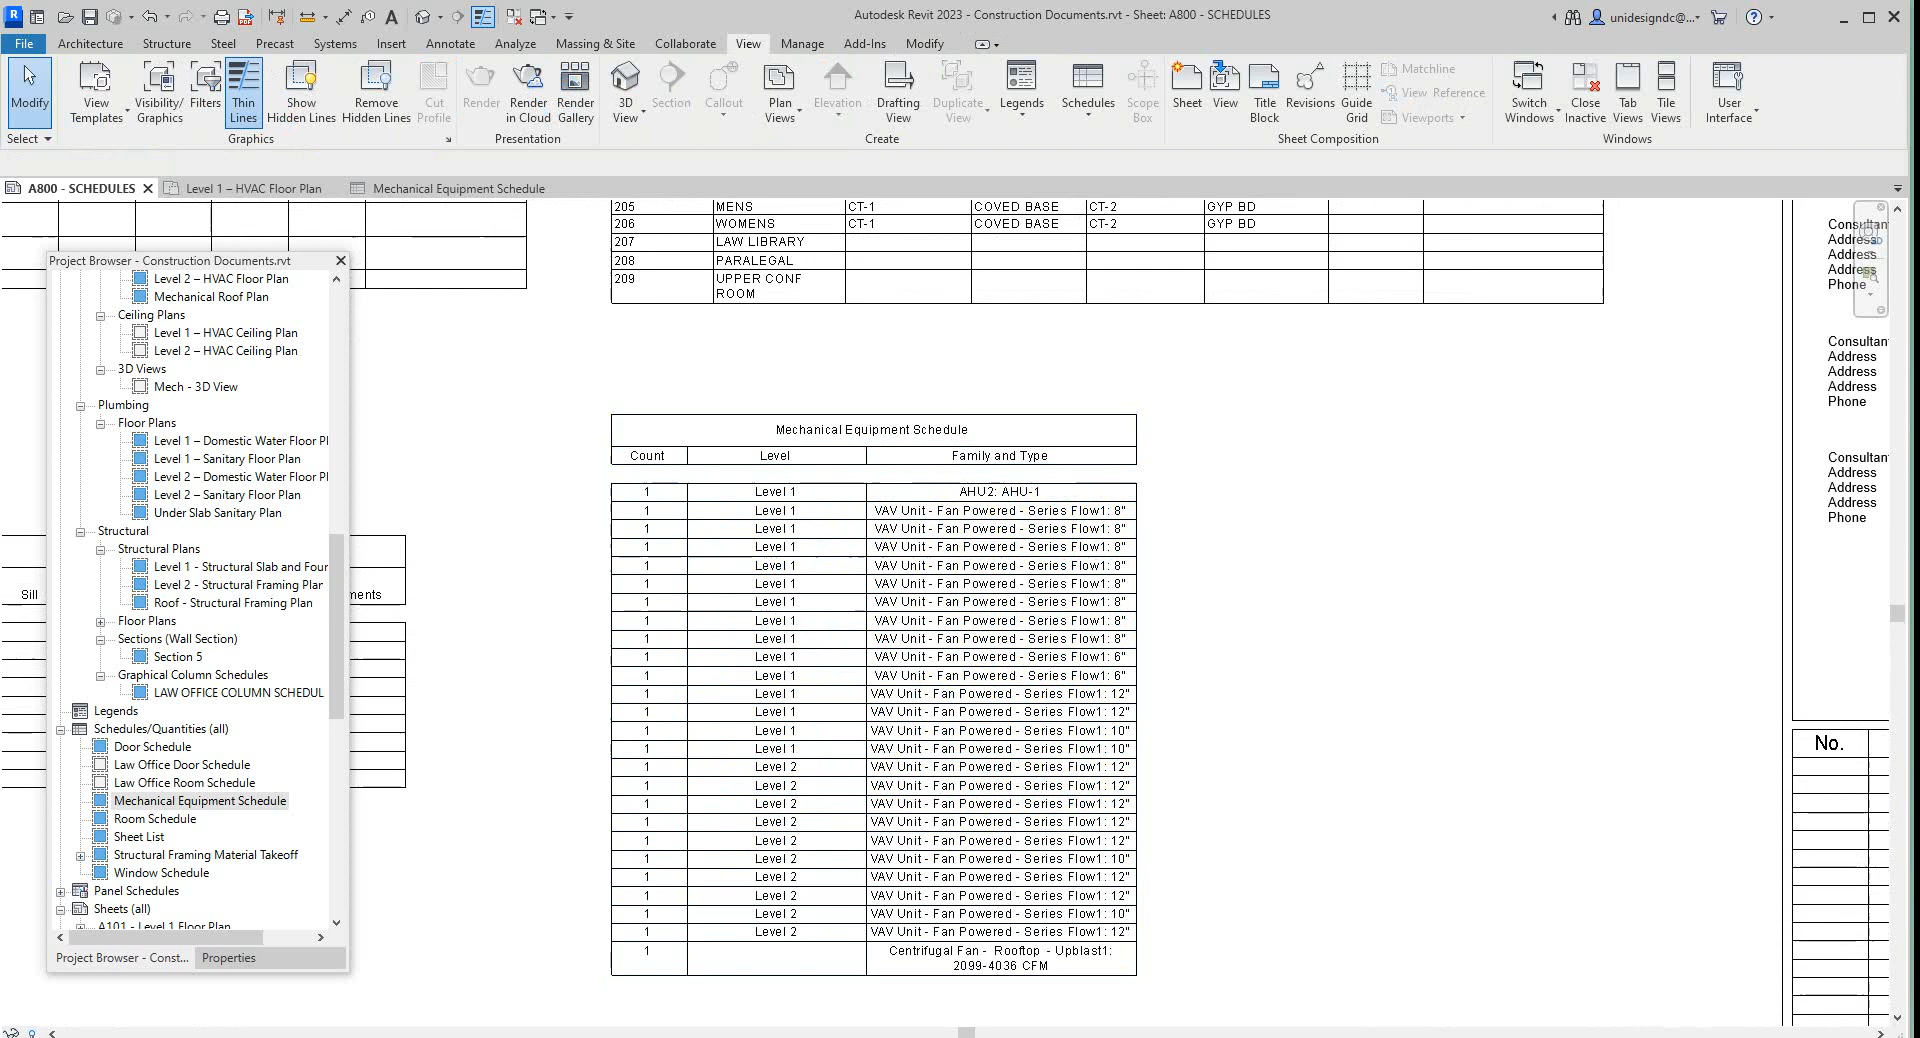 Autodesk Revit 2023 - Construction Documents.rvt - Sheet: A800 - SCHEDULES
unidesigndc@...
File Architecture Structure Steel Precast Systems Insert Annotate Analyze Massing & Site Collaborate View Manage Add-Ins Modify
Modify
View Templates
Visibility/ Graphics
Filters
Thin Lines
Show Hidden Lines
Remove Hidden Lines
Cut Profile
Render
Render in Cloud
Render Gallery
3D View
Section
Callout
Plan Views
Elevation
Drafting View
Duplicate View
Legends
Schedules
Scope Box
Sheet
View
Title Block
Revisions
Guide Grid
Matchline
View Reference
Viewports
Switch Windows
Close Inactive
Tab Views
Tile Views
User Interface
Select Graphics Presentation Create Sheet Composition Windows
A800 - SCHEDULES Level 1 – HVAC Floor Plan Mechanical Equipment Schedule
205 MENS CT-1 COVED BASE CT-2 GYP BD
206 WOMENS CT-1 COVED BASE CT-2 GYP BD
207 LAW LIBRARY
208 PARALEGAL
209 UPPER CONF
ROOM
Project Browser - Construction Documents.rvt
Level 2 – HVAC Floor Plan
Mechanical Roof Plan
Ceiling Plans
Level 1 – HVAC Ceiling Plan
Level 2 – HVAC Ceiling Plan
3D Views
Mech - 3D View
Plumbing
Floor Plans
Level 1 – Domestic Water Floor Pl
Level 1 – Sanitary Floor Plan
Level 2 – Domestic Water Floor Pl
Level 2 – Sanitary Floor Plan
Under Slab Sanitary Plan
Structural
Structural Plans
Level 1 - Structural Slab and Four
Level 2 - Structural Framing Plar
Roof - Structural Framing Plan
Floor Plans
Sections (Wall Section)
Section 5
Graphical Column Schedules
LAW OFFICE COLUMN SCHEDUL
Legends
Schedules/Quantities (all)
Door Schedule
Law Office Door Schedule
Law Office Room Schedule
Mechanical Equipment Schedule
Room Schedule
Sheet List
Structural Framing Material Takeoff
Window Schedule
Panel Schedules
Sheets (all)
A101 - Level 1 Floor Plan
Project Browser - Const... Properties
Sill
ments
Mechanical Equipment Schedule
Count Level Family and Type
1 Level 1 AHU2: AHU-1
1 Level 1 VAV Unit - Fan Powered - Series Flow1: 8"
1 Level 1 VAV Unit - Fan Powered - Series Flow1: 8"
1 Level 1 VAV Unit - Fan Powered - Series Flow1: 8"
1 Level 1 VAV Unit - Fan Powered - Series Flow1: 8"
1 Level 1 VAV Unit - Fan Powered - Series Flow1: 8"
1 Level 1 VAV Unit - Fan Powered - Series Flow1: 8"
1 Level 1 VAV Unit - Fan Powered - Series Flow1: 8"
1 Level 1 VAV Unit - Fan Powered - Series Flow1: 8"
1 Level 1 VAV Unit - Fan Powered - Series Flow1: 6"
1 Level 1 VAV Unit - Fan Powered - Series Flow1: 6"
1 Level 1 VAV Unit - Fan Powered - Series Flow1: 12"
1 Level 1 VAV Unit - Fan Powered - Series Flow1: 12"
1 Level 1 VAV Unit - Fan Powered - Series Flow1: 10"
1 Level 1 VAV Unit - Fan Powered - Series Flow1: 10"
1 Level 2 VAV Unit - Fan Powered - Series Flow1: 12"
1 Level 2 VAV Unit - Fan Powered - Series Flow1: 12"
1 Level 2 VAV Unit - Fan Powered - Series Flow1: 12"
1 Level 2 VAV Unit - Fan Powered - Series Flow1: 12"
1 Level 2 VAV Unit - Fan Powered - Series Flow1: 12"
1 Level 2 VAV Unit - Fan Powered - Series Flow1: 10"
1 Level 2 VAV Unit - Fan Powered - Series Flow1: 12"
1 Level 2 VAV Unit - Fan Powered - Series Flow1: 12"
1 Level 2 VAV Unit - Fan Powered - Series Flow1: 10"
1 Level 2 VAV Unit - Fan Powered - Series Flow1: 12"
1 Centrifugal Fan - Rooftop - Upblast1:
2099-4036 CFM
Consultan
Address
Address
Address
Phone
Consultan
Address
Address
Address
Phone
Consultan
Address
Address
Address
Phone
No.